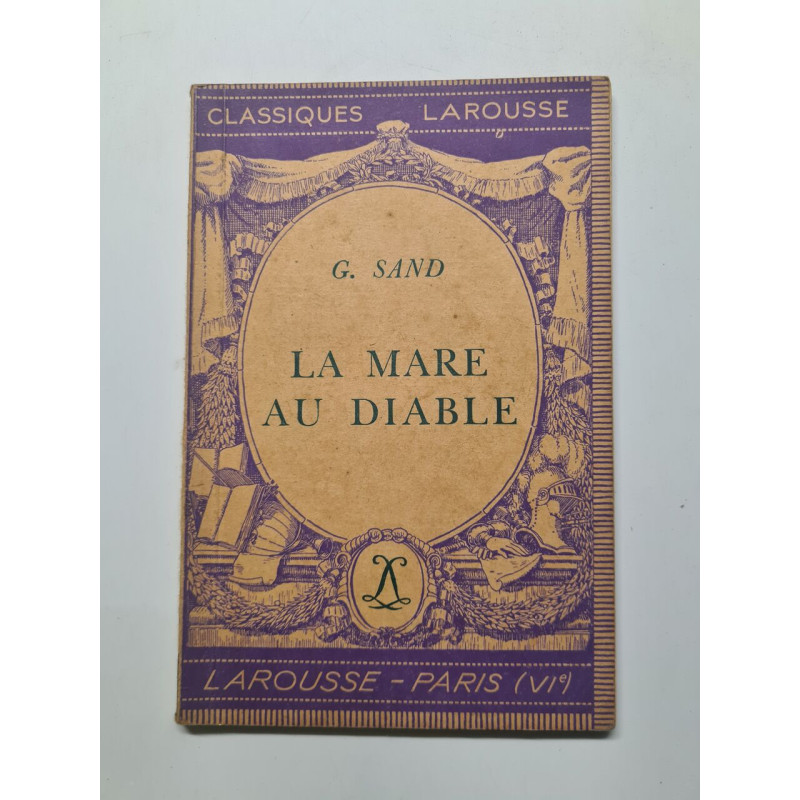 CLASSIQUES LAROUSSE
G. SAND
LA MARE
AU DIABLE
LAROUSSE - PARIS (VIe)